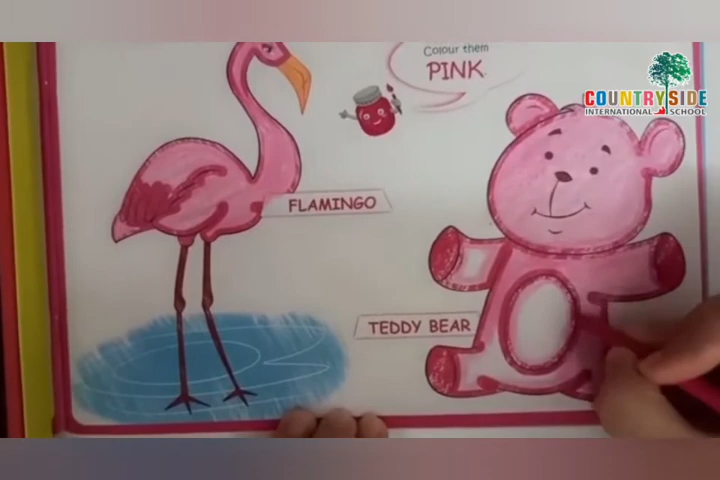 Colour them
PINK.
COUNTRYSIDE
INTERNATIONAL SCHOOL
FLAMINGO
TEDDY BEAR